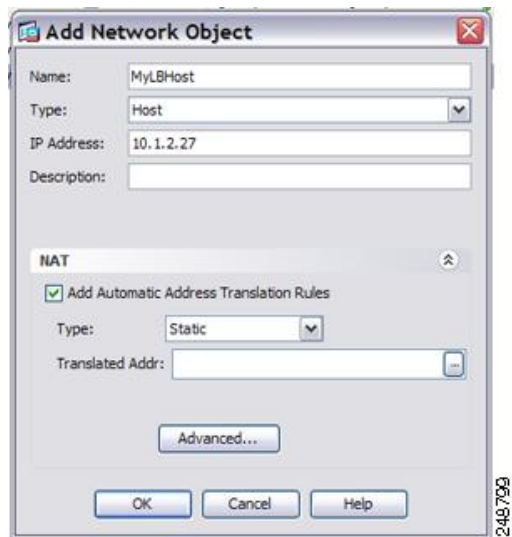 Add Network Object
Name: MyLBHost
Type: Host
IP Address: 10.1.2.27
Description:
NAT
Add Automatic Address Translation Rules
Type: Static
Translated Addr: ...
Advanced...
OK Cancel Help
248799